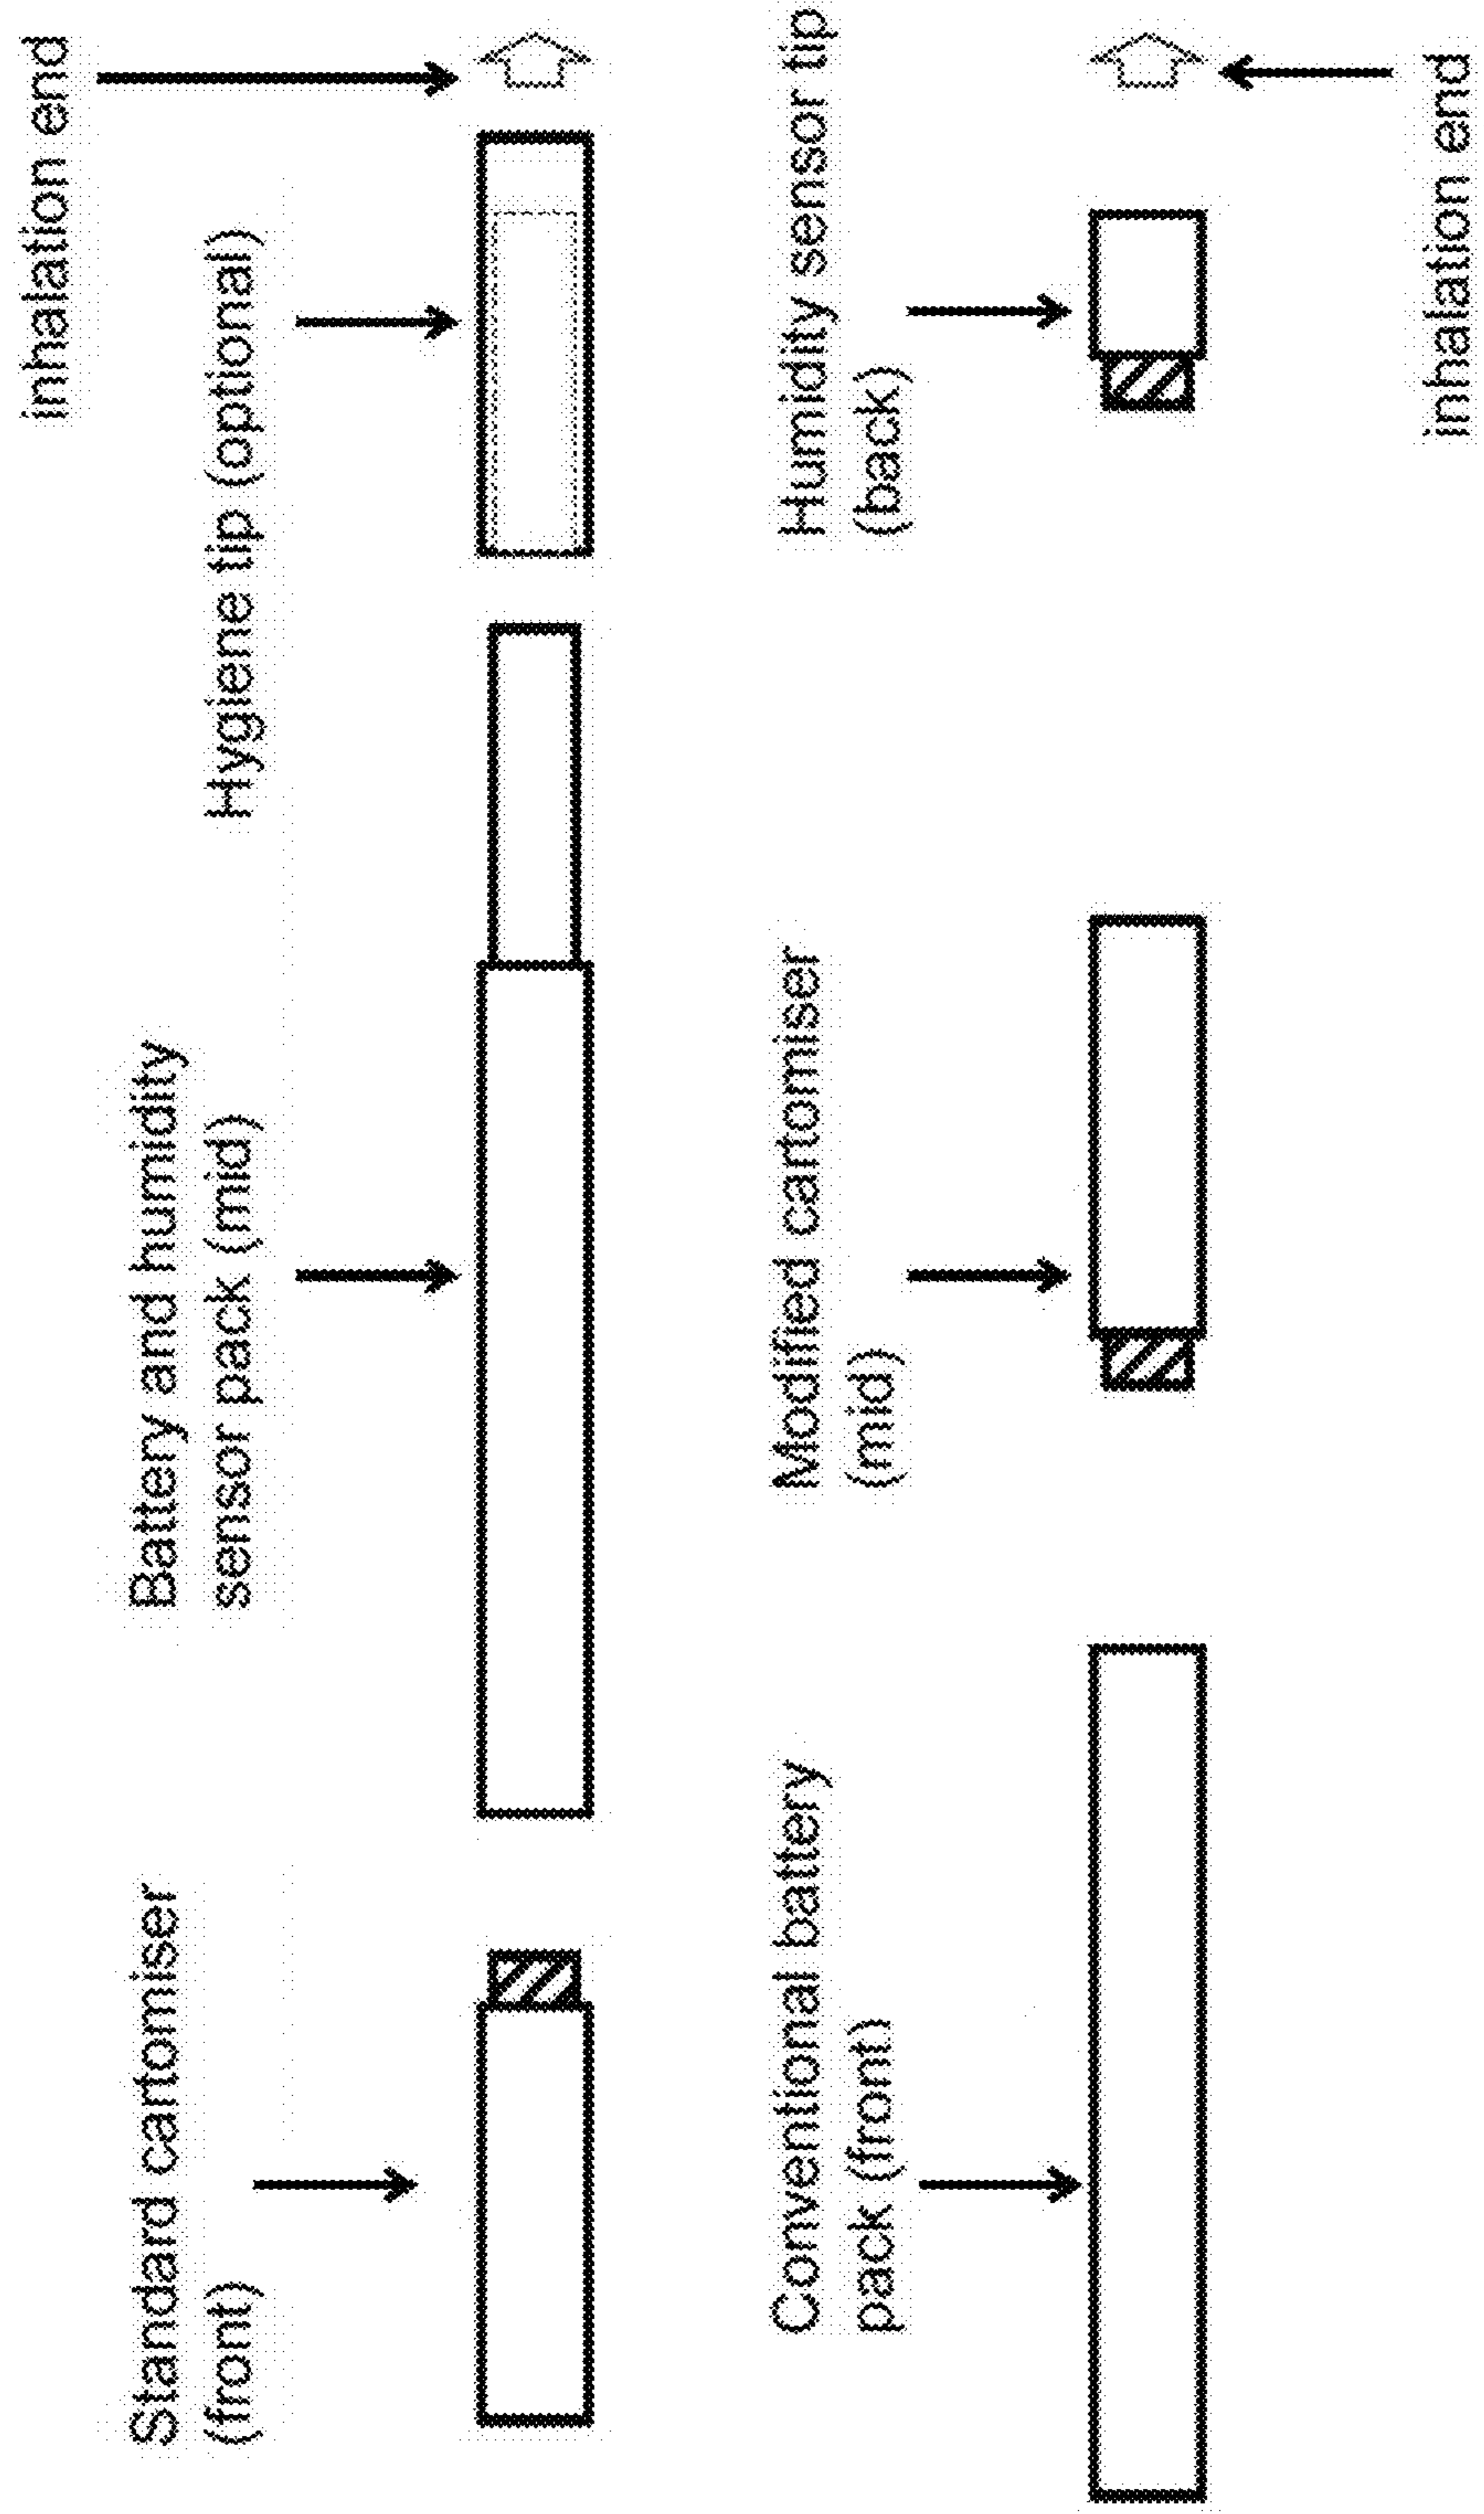 Standard cartomiser
(front)
Battery and humidity
sensor pack (mid)
Hygiene tip (optional)
inhalation end
Conventional battery
pack (front)
Modified cartomiser
(mid)
Humidity sensor tip
(back)
inhalation end